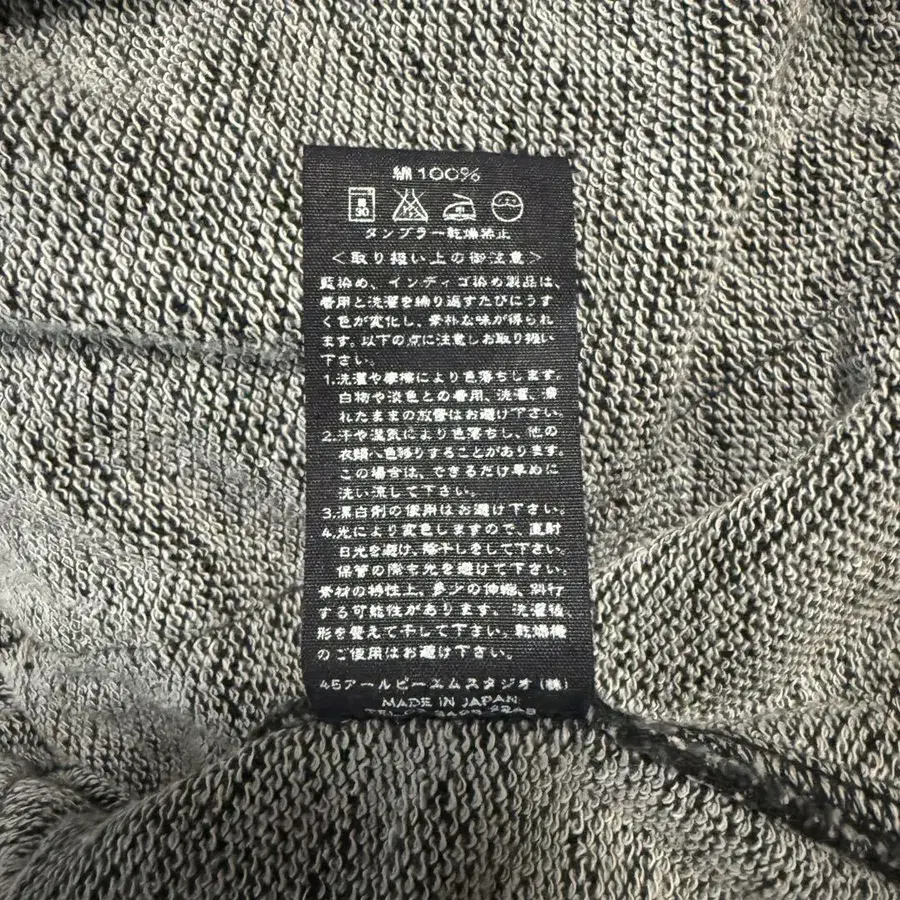 綿100%
弱
30
中
タンブラー乾燥禁止
<取り扱い上の御注意>
藍染め、インディゴ染め製品は、
着用と洗濯を繰り返すたびにうす
く色が変化し、素朴な味が得られ
ます。以下の点に注意しお取り扱い
下さい。
1.洗濯や摩擦により色落ちします。
白物や淡色との着用、洗濯、濡
れたままの放置はお避け下さい。
2.汗や湿気により色落ちし、他の
衣類へ色移りすることがあります。
この場合は、できるだけ早めに
洗い流して下さい。
3.漂白剤の使用はお避け下さい。
4.光により変色しますので、直射
日光を避け、陰干しをして下さい。
保管の際も光を避けて下さい。
素材の特性上、多少の伸縮、斜行
する可能性があります。洗濯後
形を整えて干して下さい。乾燥機
のご使用はお避け下さい。
45アールピーエムスタジオ(株)
MADE IN JAPAN